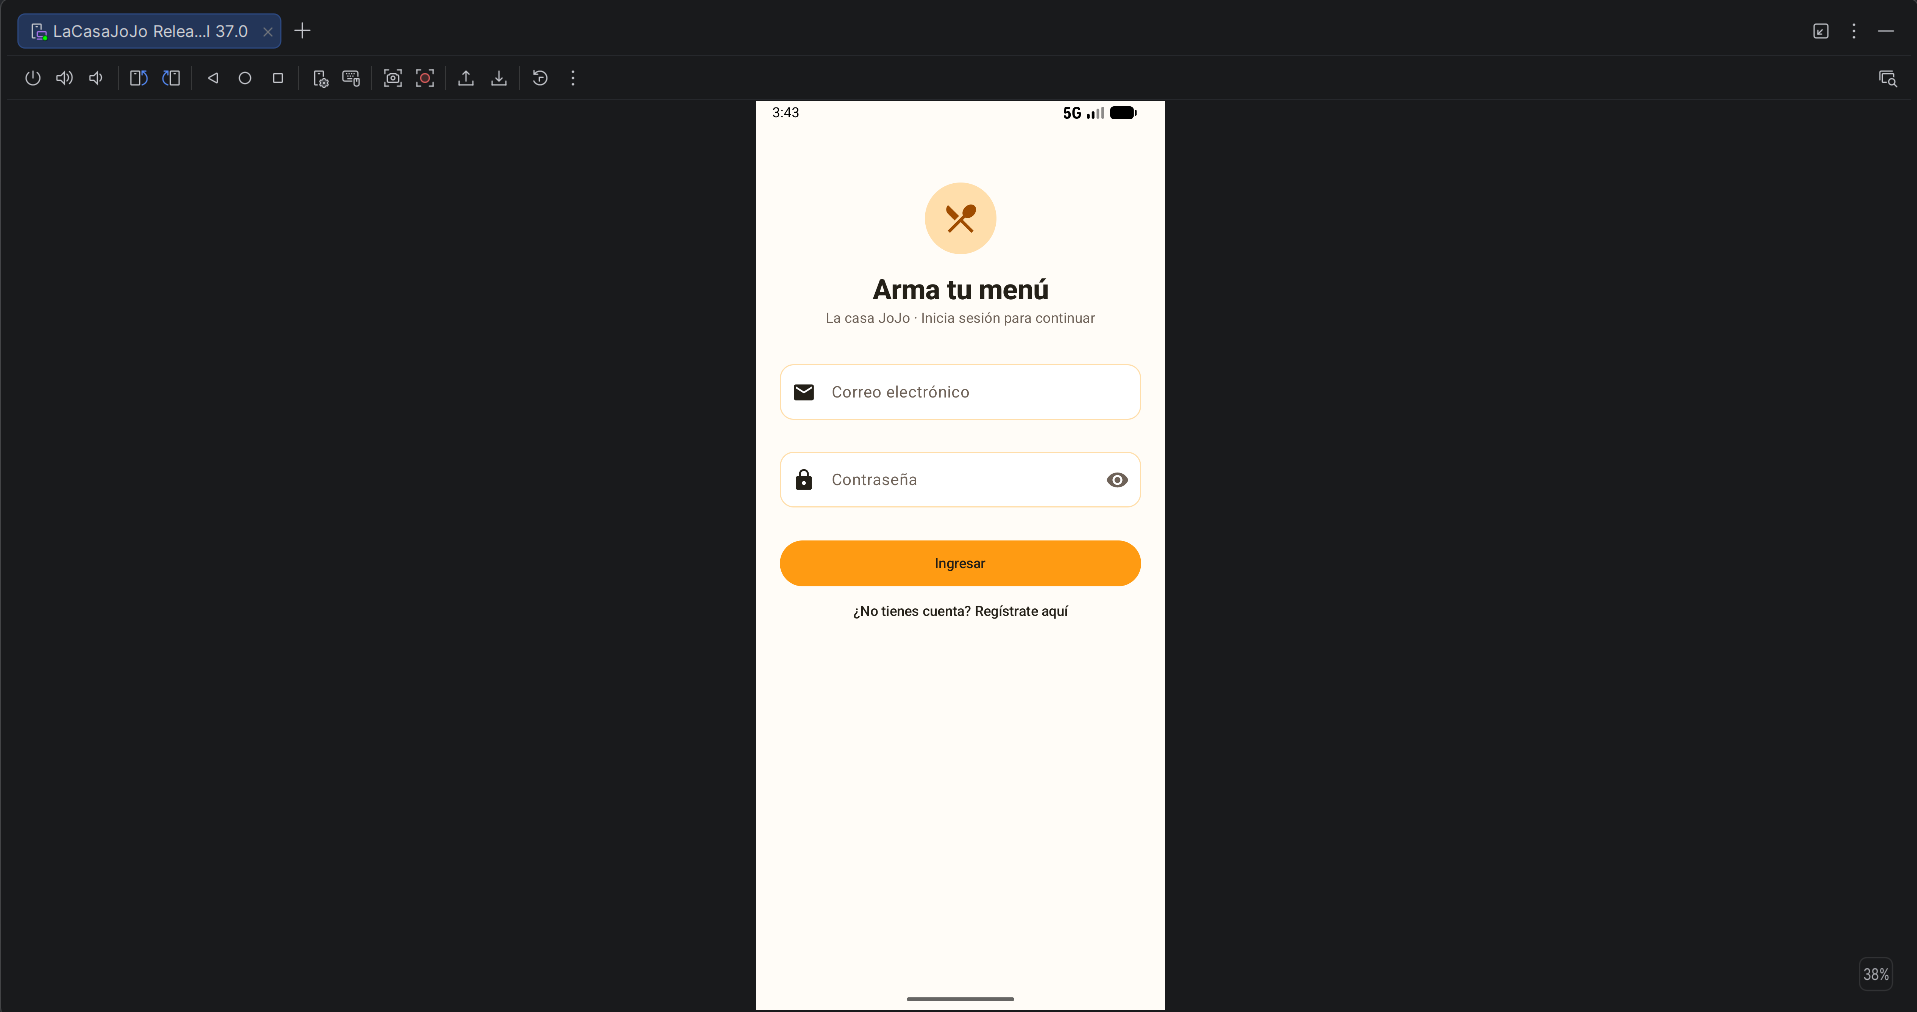 LaCasaJoJo Relea...l 37.0
3:43
5G
Arma tu menú
La casa JoJo · Inicia sesión para continuar
Correo electrónico
Contraseña
Ingresar
¿No tienes cuenta? Regístrate aquí
38%